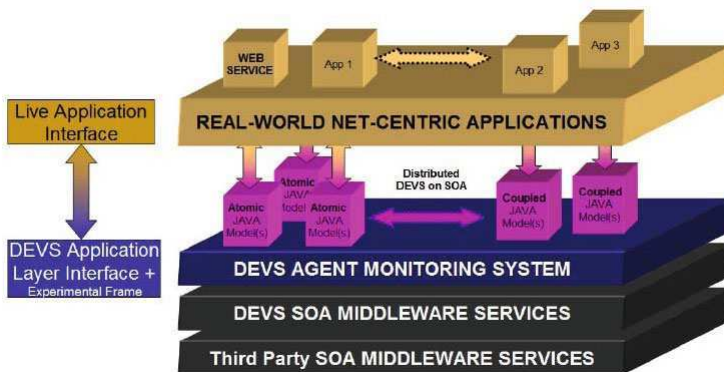 WEB
SERVICE
App 1
App 2
App 3
Live Application
Interface
REAL-WORLD NET-CENTRIC APPLICATIONS
Distributed
DEVS on SOA
Atomic
JAVA
Model(s)
Atomic
JAVA
Model(s)
Atomic
JAVA
Model(s)
Coupled
JAVA
Model(s)
Coupled
JAVA
Model(s)
DEVS Application
Layer Interface +
Experimental Frame
DEVS AGENT MONITORING SYSTEM
DEVS SOA MIDDLEWARE SERVICES
Third Party SOA MIDDLEWARE SERVICES